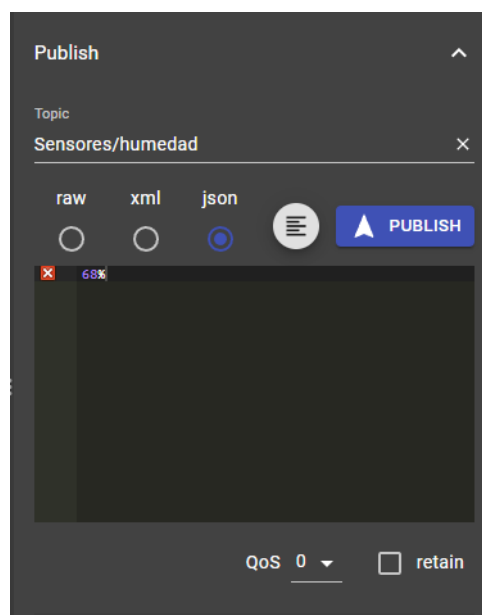 Publish
Topic
Sensores/humedad
raw xml json
PUBLISH
68%
QoS 0
retain